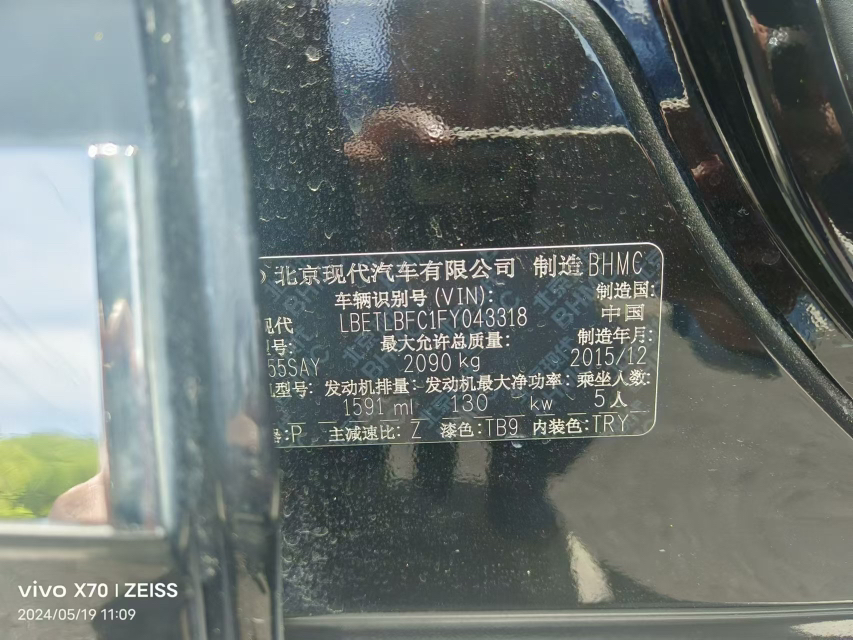 北京现代汽车有限公司 制造 BHMC
车辆识别号 (VIN): 制造国:
现代 LBETLBFC1FY043318 中国
号: 最大允许总质量: 制造年月:
55SAY 2090 kg 2015/12
型号: 发动机排量: 发动机最大净功率: 乘坐人数:
1591 ml 130 kw 5 人
:P 主减速比: Z 漆色:TB9 内装色:TRY
vivo X70 | ZEISS
2024/05/19 11:09